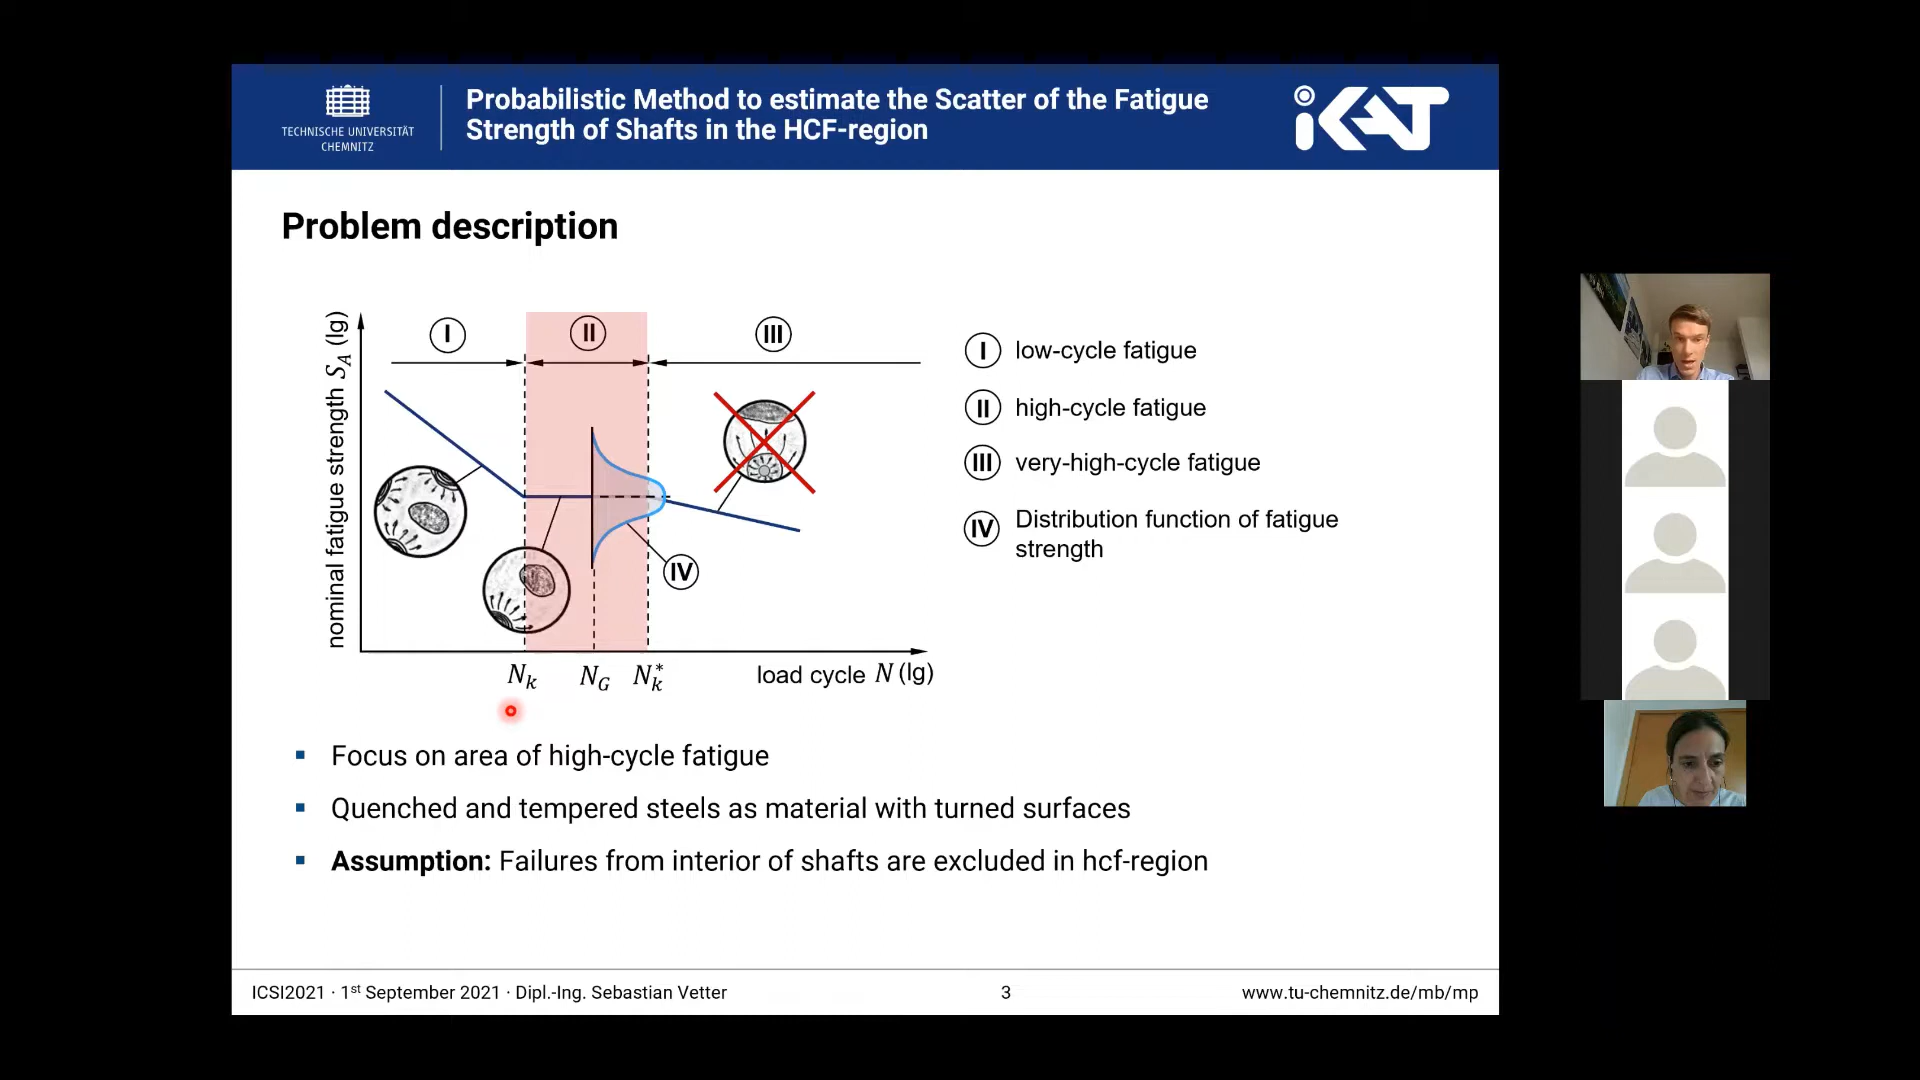 TECHNISCHE UNIVERSITÄT
CHEMNITZ
Probabilistic Method to estimate the Scatter of the Fatigue
Strength of Shafts in the HCF-region
iKAT
Problem description
nominal fatigue strength S_A (lg)
I
II
III
IV
N_k
N_G
N_k^*
load cycle N (lg)
I low-cycle fatigue
II high-cycle fatigue
III very-high-cycle fatigue
IV Distribution function of fatigue
strength
▪ Focus on area of high-cycle fatigue
▪ Quenched and tempered steels as material with turned surfaces
▪ Assumption: Failures from interior of shafts are excluded in hcf-region
ICSI2021 · 1st September 2021 · Dipl.-Ing. Sebastian Vetter
3
www.tu-chemnitz.de/mb/mp